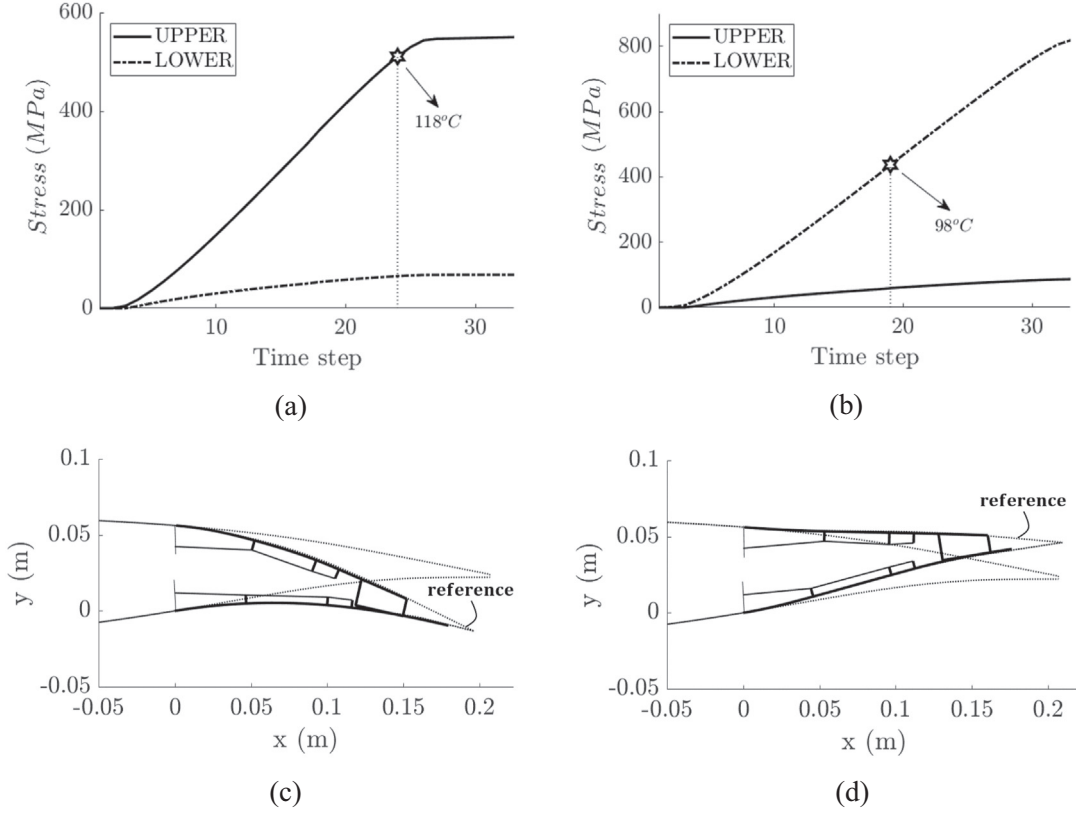 600
400
200
0
Stress (MPa)
UPPER
LOWER
118°C
10
20
30
Time step
(a)
800
600
400
200
0
Stress (MPa)
UPPER
LOWER
98°C
10
20
30
Time step
(b)
0.1
0.05
0
-0.05
y (m)
reference
-0.05
0
0.05
0.1
0.15
0.2
x (m)
(c)
0.1
0.05
0
-0.05
y (m)
reference
-0.05
0
0.05
0.1
0.15
0.2
x (m)
(d)